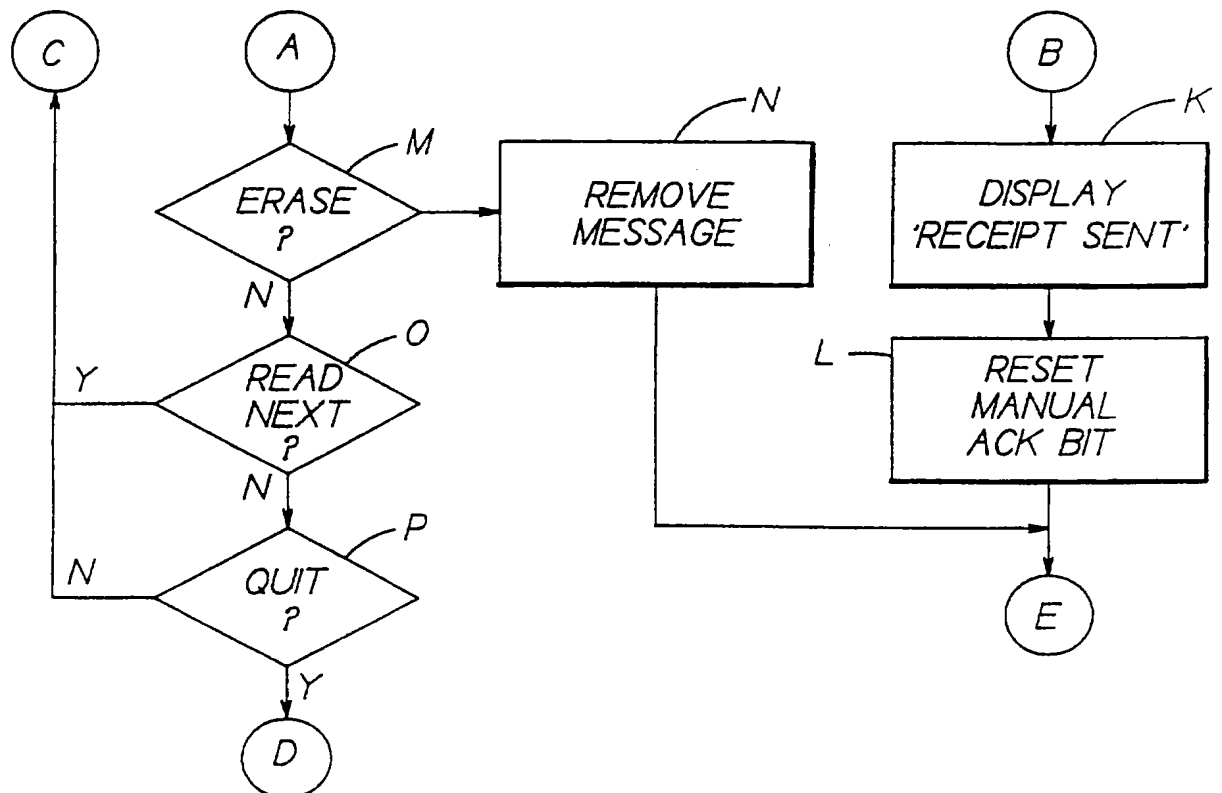 C
A
B
M
N
K
ERASE
?
REMOVE
MESSAGE
DISPLAY
'RECEIPT SENT'
N
O
L
Y
READ
NEXT
?
RESET
MANUAL
ACK BIT
N
P
N
QUIT
?
E
Y
D